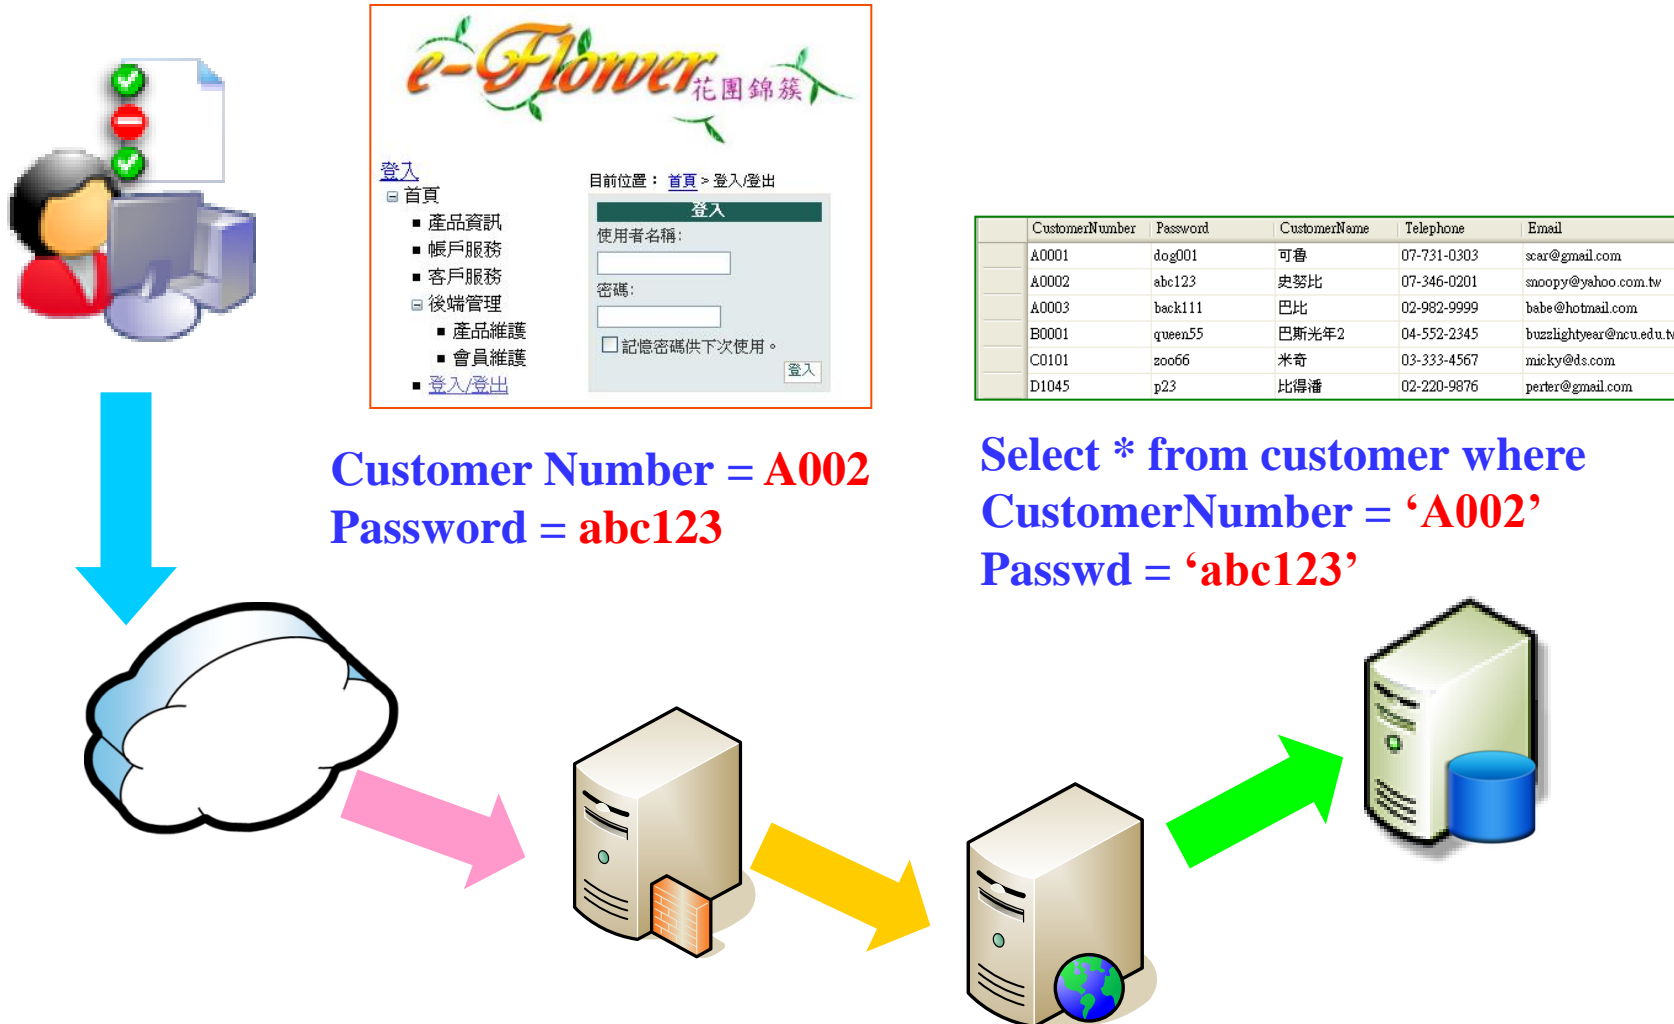 e-Flower 花團錦簇
登入
首頁
產品資訊
帳戶服務
客戶服務
後端管理
產品維護
會員維護
登入/登出
目前位置： 首頁 > 登入/登出
登入
使用者名稱:
密碼:
記憶密碼供下次使用。
登入
Customer Number = A002
Password = abc123
CustomerNumber Password CustomerName Telephone Email
A0001 dog001 可魯 07-731-0303 scar@gmail.com
A0002 abc123 史努比 07-346-0201 snoopy@yahoo.com.tw
A0003 back111 巴比 02-982-9999 babe@hotmail.com
B0001 queen55 巴斯光年2 04-552-2345 buzzlightyear@ncu.edu.tw
C0101 zoo66 米奇 03-333-4567 micky@ds.com
D1045 p23 比得潘 02-220-9876 perter@gmail.com
Select * from customer where
CustomerNumber = ‘A002’
Passwd = ‘abc123’